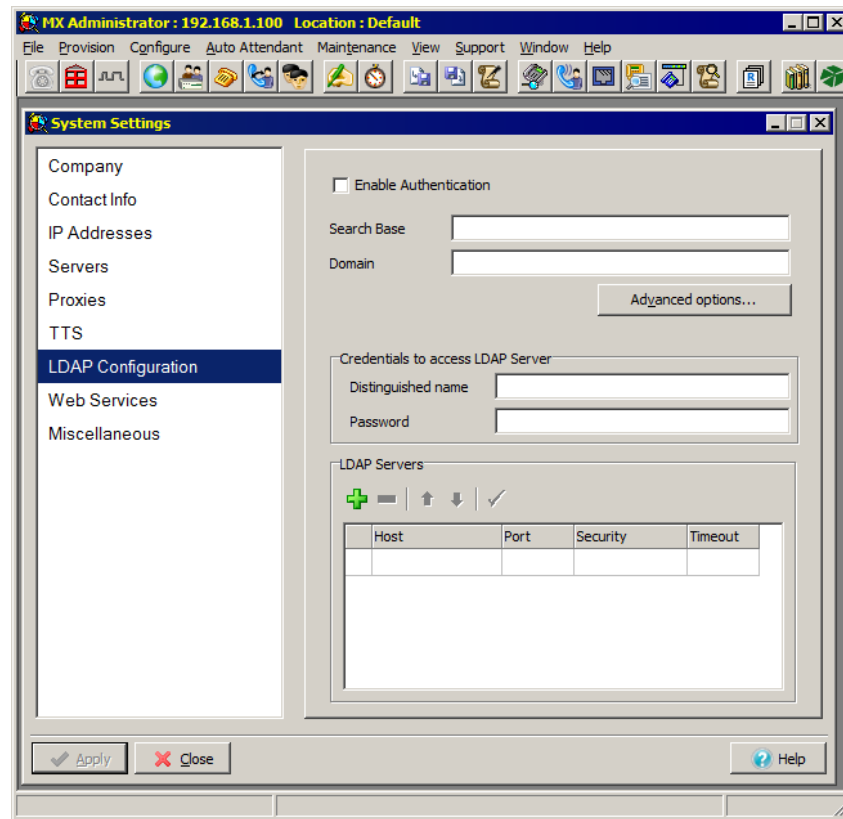 MX Administrator : 192.168.1.100 Location : Default
File Provision Configure Auto Attendant Maintenance View Support Window Help
R
System Settings
Company
Contact Info
IP Addresses
Servers
Proxies
TTS
LDAP Configuration
Web Services
Miscellaneous
Enable Authentication
Search Base
Domain
Advanced options...
Credentials to access LDAP Server
Distinguished name
Password
LDAP Servers
Host Port Security Timeout
Apply Close Help